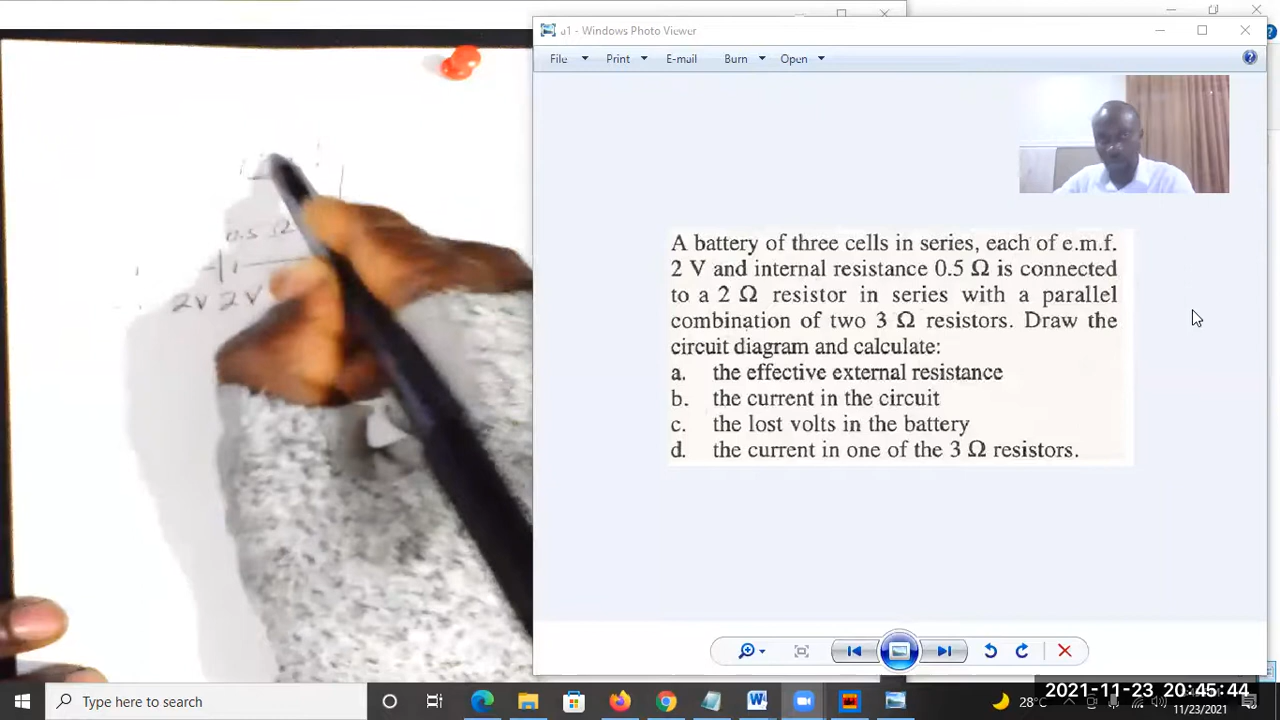 a1 - Windows Photo Viewer
File Print E-mail Burn Open
0.5 Ω
2V 2V
A battery of three cells in series, each of e.m.f.
2 V and internal resistance 0.5 Ω is connected
to a 2 Ω resistor in series with a parallel
combination of two 3 Ω resistors. Draw the
circuit diagram and calculate:
a. the effective external resistance
b. the current in the circuit
c. the lost volts in the battery
d. the current in one of the 3 Ω resistors.
Type here to search
28°C
2021-11-23 20:45:44
11/23/2021